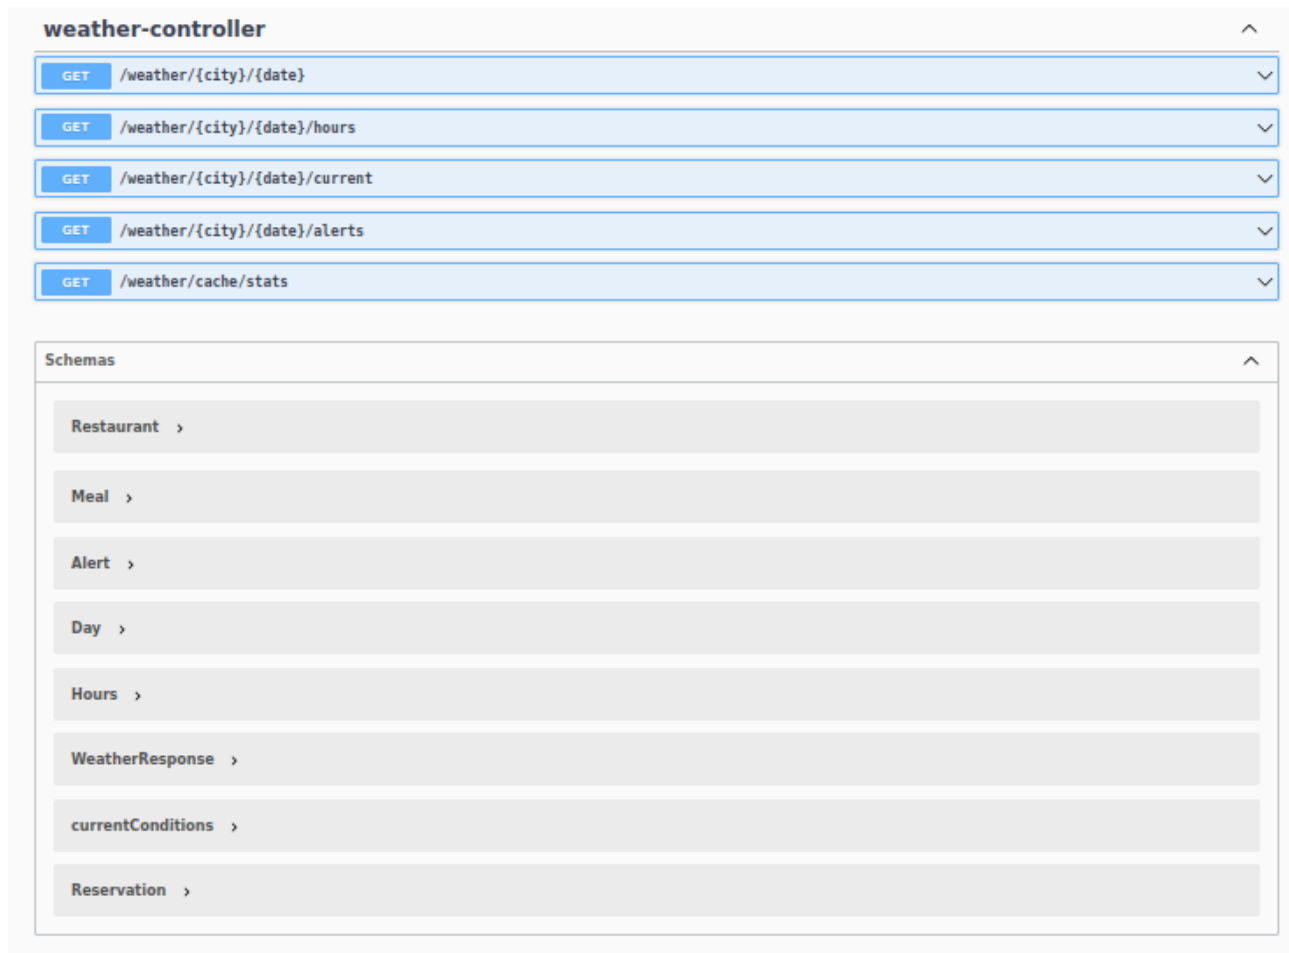 weather-controller
GET /weather/{city}/{date}
GET /weather/{city}/{date}/hours
GET /weather/{city}/{date}/current
GET /weather/{city}/{date}/alerts
GET /weather/cache/stats
Schemas
Restaurant
Meal
Alert
Day
Hours
WeatherResponse
currentConditions
Reservation